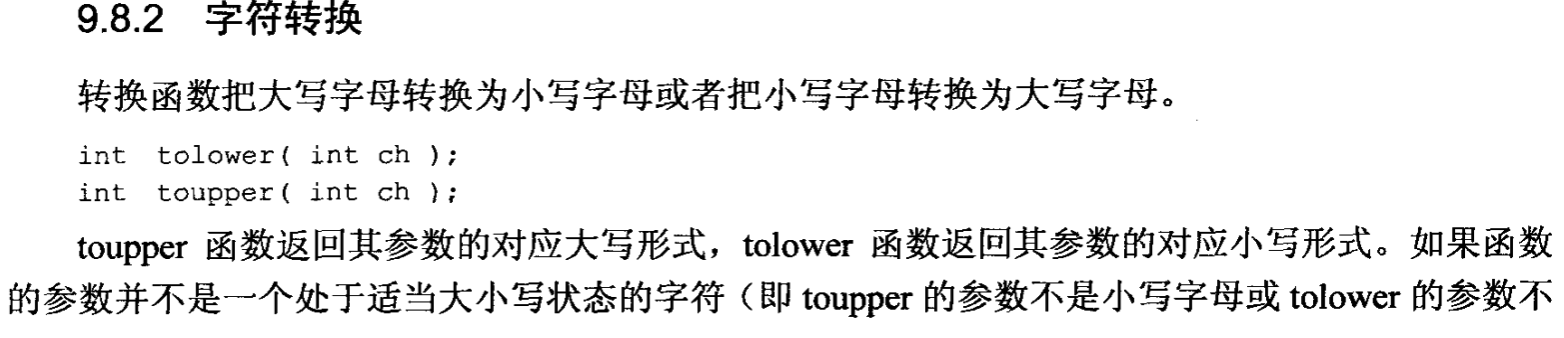 9.8.2 字符转换
转换函数把大写字母转换为小写字母或者把小写字母转换为大写字母。
int tolower( int ch );
int toupper( int ch );
toupper 函数返回其参数的对应大写形式，tolower 函数返回其参数的对应小写形式。如果函数
的参数并不是一个处于适当大小写状态的字符（即 toupper 的参数不是小写字母或 tolower 的参数不